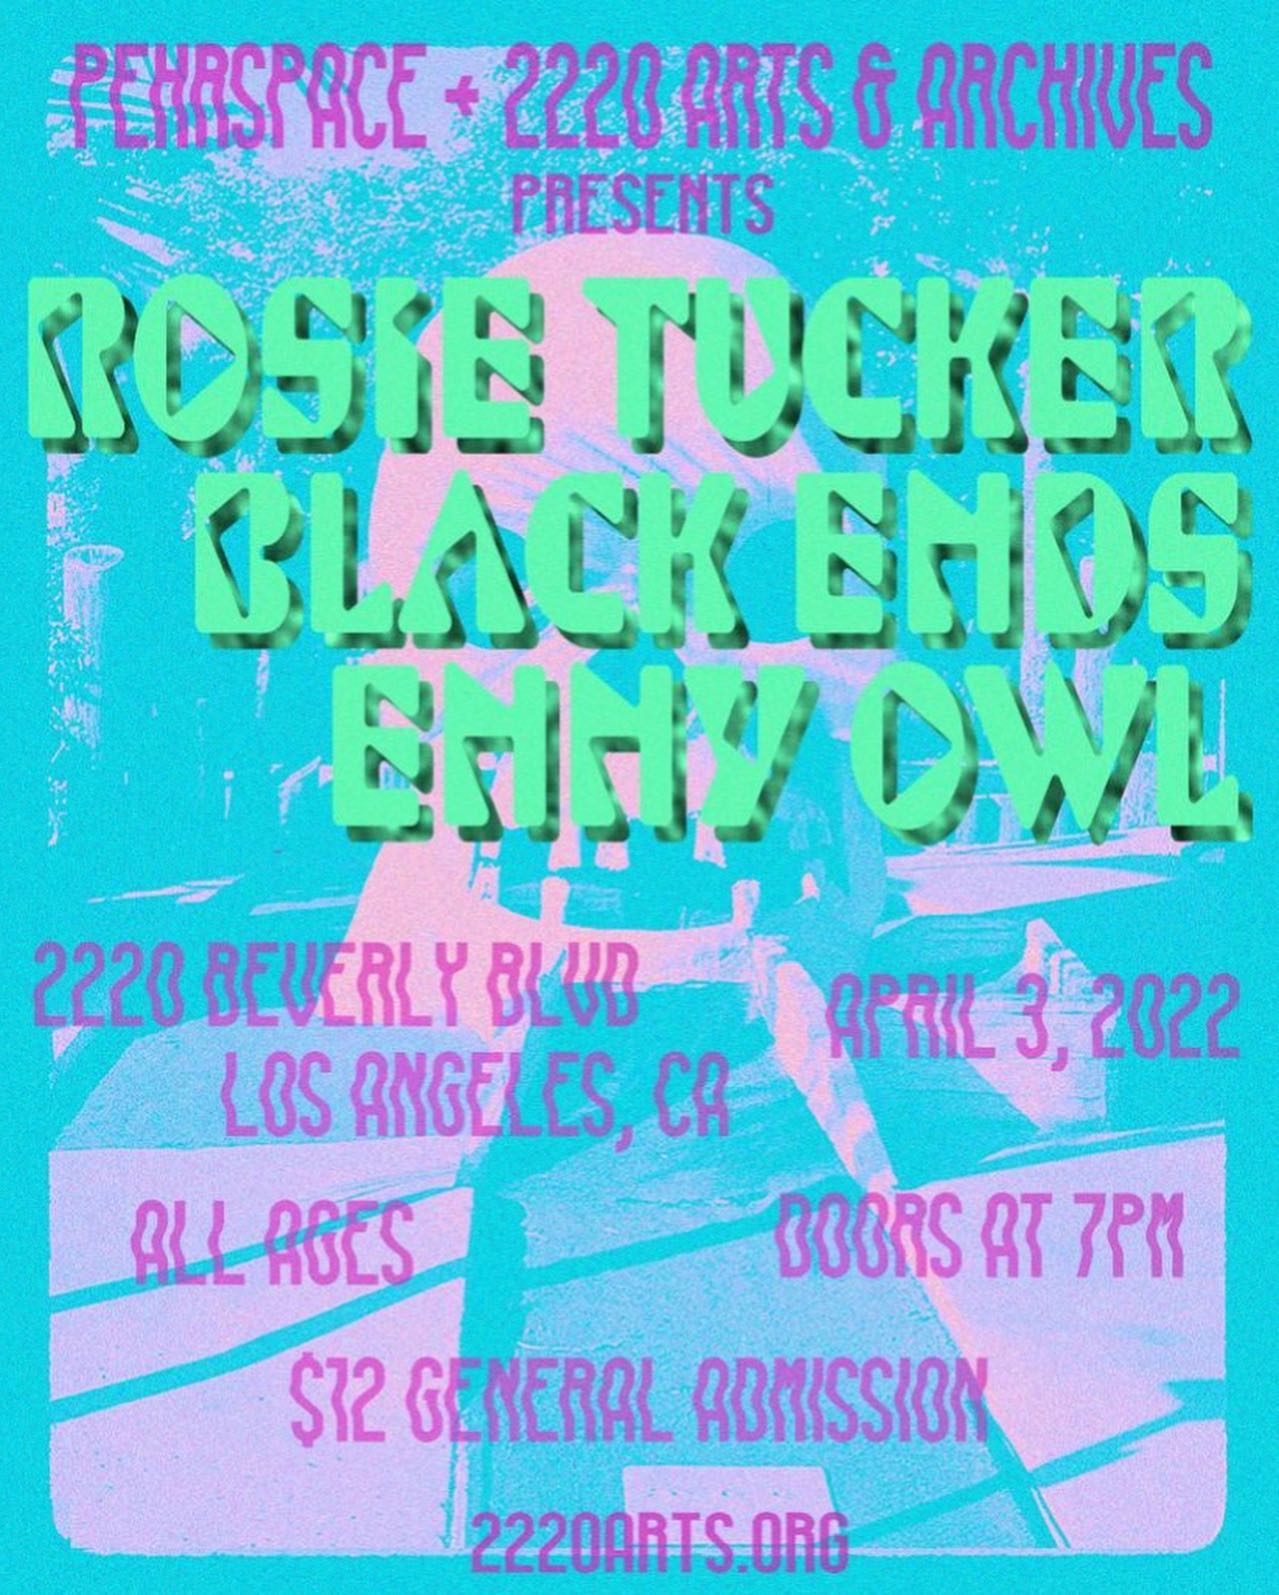 PEHRSPACE + 2220 ARTS & ARCHIVES
PRESENTS
ROSIE TUCKER
BLACK ENDS
ENNY OWL
2220 BEVERLY BLVD
LOS ANGELES, CA
APRIL 3, 2022
ALL AGES
DOORS AT 7PM
$12 GENERAL ADMISSION
2220ARTS.ORG